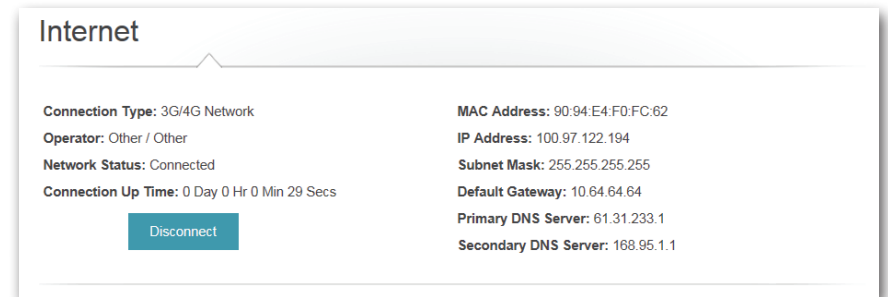 Internet
Connection Type: 3G/4G Network
Operator: Other / Other
Network Status: Connected
Connection Up Time: 0 Day 0 Hr 0 Min 29 Secs
Disconnect
MAC Address: 90:94:E4:F0:FC:62
IP Address: 100.97.122.194
Subnet Mask: 255.255.255.255
Default Gateway: 10.64.64.64
Primary DNS Server: 61.31.233.1
Secondary DNS Server: 168.95.1.1